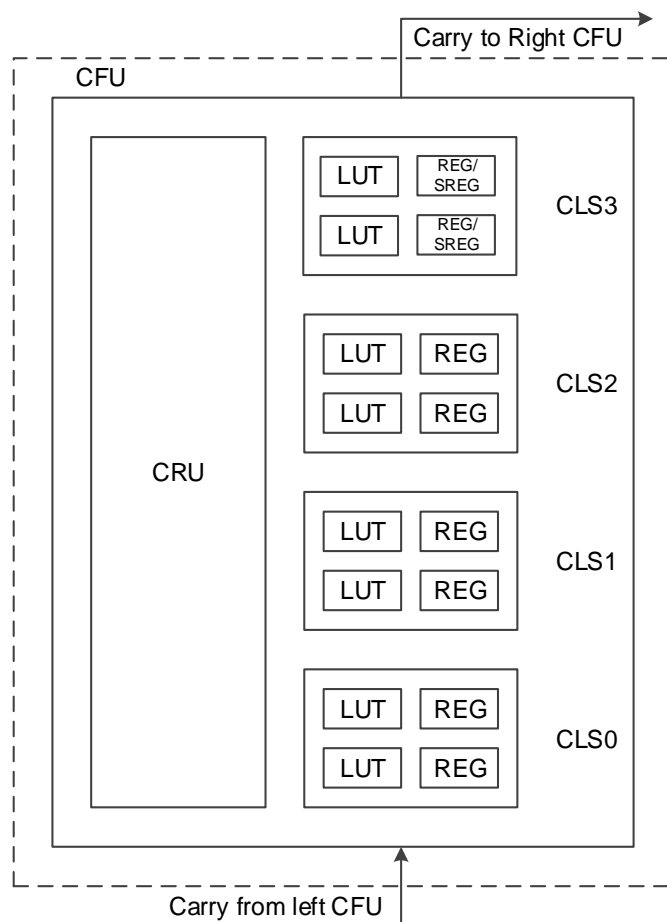 Carry to Right CFU
CFU
CRU
LUT
REG/
SREG
LUT
REG/
SREG
CLS3
LUT
REG
LUT
REG
CLS2
LUT
REG
LUT
REG
CLS1
LUT
REG
LUT
REG
CLS0
Carry from left CFU